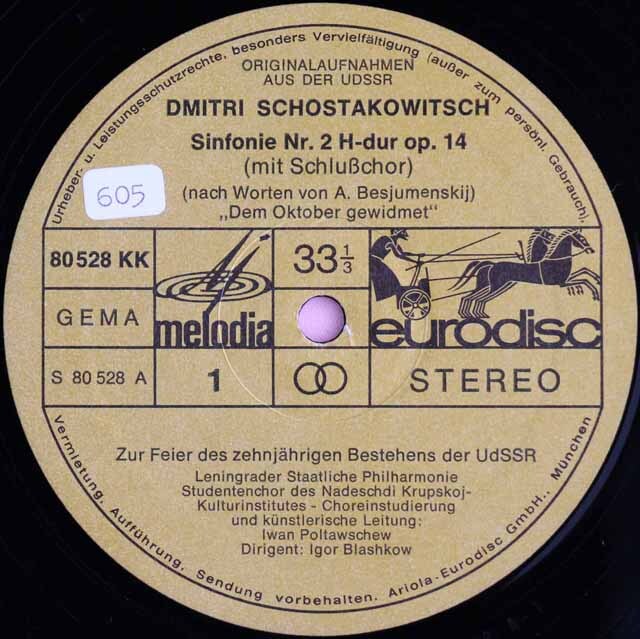 Urheber- u. Leistungsschutzrechte, besonders Vervielfältigung (außer zum persönl. Gebrauch),
ORIGINALAUFNAHMEN
AUS DER UDSSR
DMITRI SCHOSTAKOWITSCH
Sinfonie Nr. 2 H-dur op. 14
(mit Schlußchor)
(nach Worten von A. Besjumenskij)
„Dem Oktober gewidmet“
605
80 528 KK
33 1/3
GEMA
melodia
eurodisc
S 80 528 A
1
STEREO
Zur Feier des zehnjährigen Bestehens der UdSSR
Leningrader Staatliche Philharmonie
Studentenchor des Nadeschdi Krupskoj-
Kulturinstitutes - Choreinstudierung
und künstlerische Leitung:
Iwan Poltawschew
Dirigent: Igor Blashkow
Vermietung, Aufführung, Sendung vorbehalten. Ariola-Eurodisc GmbH., München